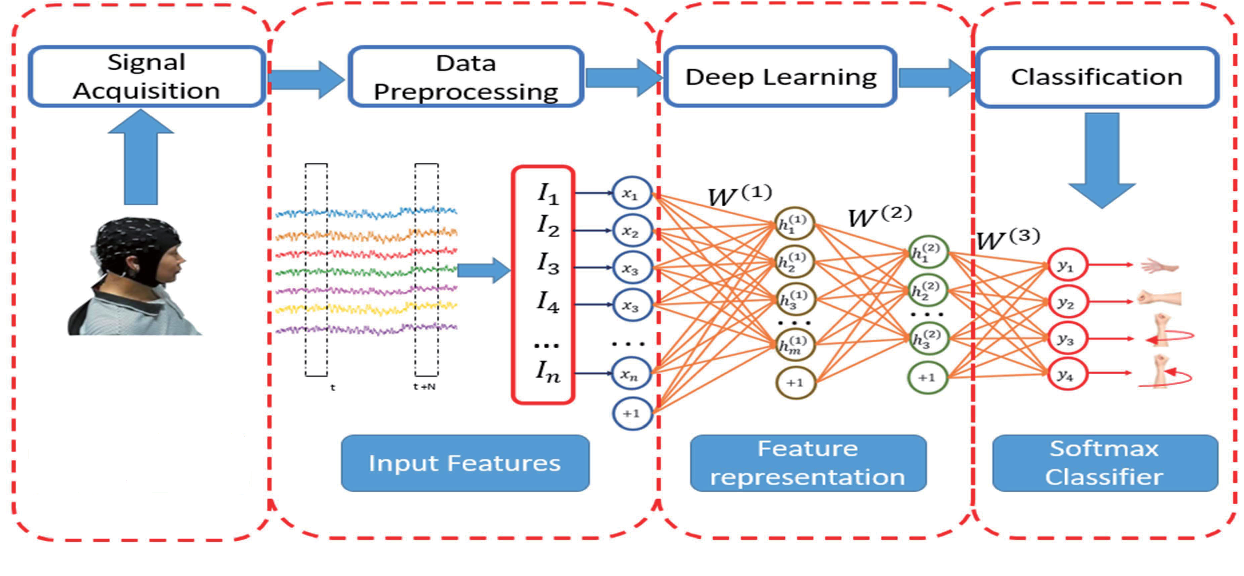 Signal
Acquisition
Data
Preprocessing
Deep Learning
Classification
I₁
I₂
I₃
I₄
...
Iₙ
x₁
x₂
x₃
x₃
...
xₙ
+1
t
t+N
W⁽¹⁾
h₁⁽¹⁾
h₂⁽¹⁾
h₃⁽¹⁾
...
hₘ⁽¹⁾
+1
W⁽²⁾
h₁⁽²⁾
h₂⁽²⁾
...
h₃⁽²⁾
+1
W⁽³⁾
y₁
y₂
y₃
y₄
Input Features
Feature
representation
Softmax
Classifier